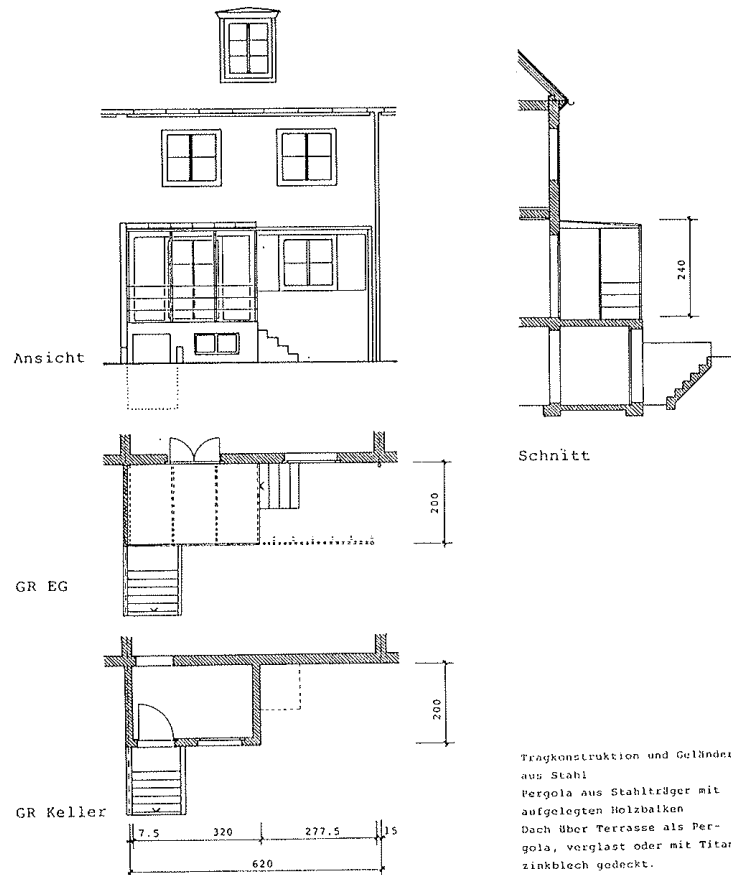 Ansicht
240
Schnitt
200
GR EG
200
GR Keller
7.5 320 277.5 15
620
Tragkonstruktion und Geländer
aus Stahl
Pergola aus Stahlträger mit
aufgelegten Holzbalken
Dach über Terrasse als Per-
gola, verglast oder mit Titan
zinkblech gedeckt.